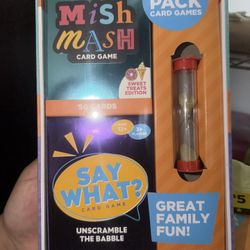 PACK
CARD GAMES
MiSH
MASH
CARD GAME
SWEET
TREATS
EDITION
50 CARDS
SAY
WHAT?
CARD GAME
UNSCRAMBLE
THE BABBLE
GREAT
FAMILY
FUN!